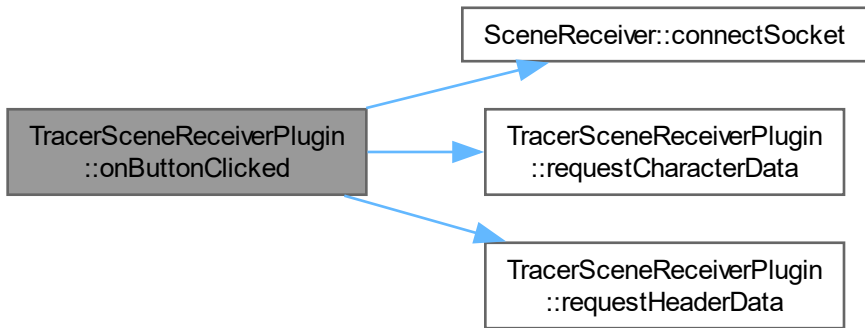 SceneReceiver::connectSocket
TracerSceneReceiverPlugin
::onButtonClicked
TracerSceneReceiverPlugin
::requestCharacterData
TracerSceneReceiverPlugin
::requestHeaderData